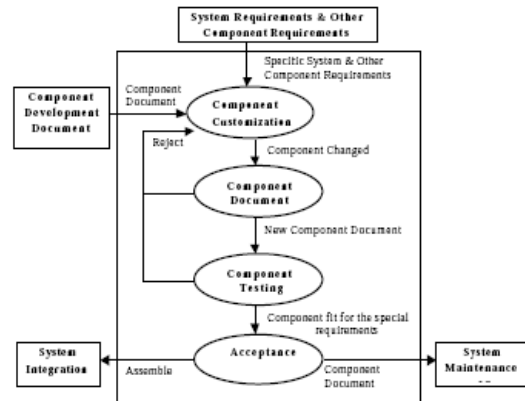 System Requirements & Other
Component Requirements
Specific System & Other
Component Requirements
Component
Development
Document
Component
Document
Component
Customization
Reject
Component Changed
Component
Document
New Component Document
Component
Testing
Component fit for the special
requirements
Acceptance
System
Integration
Assemble
Component
Document
System
Maintenance